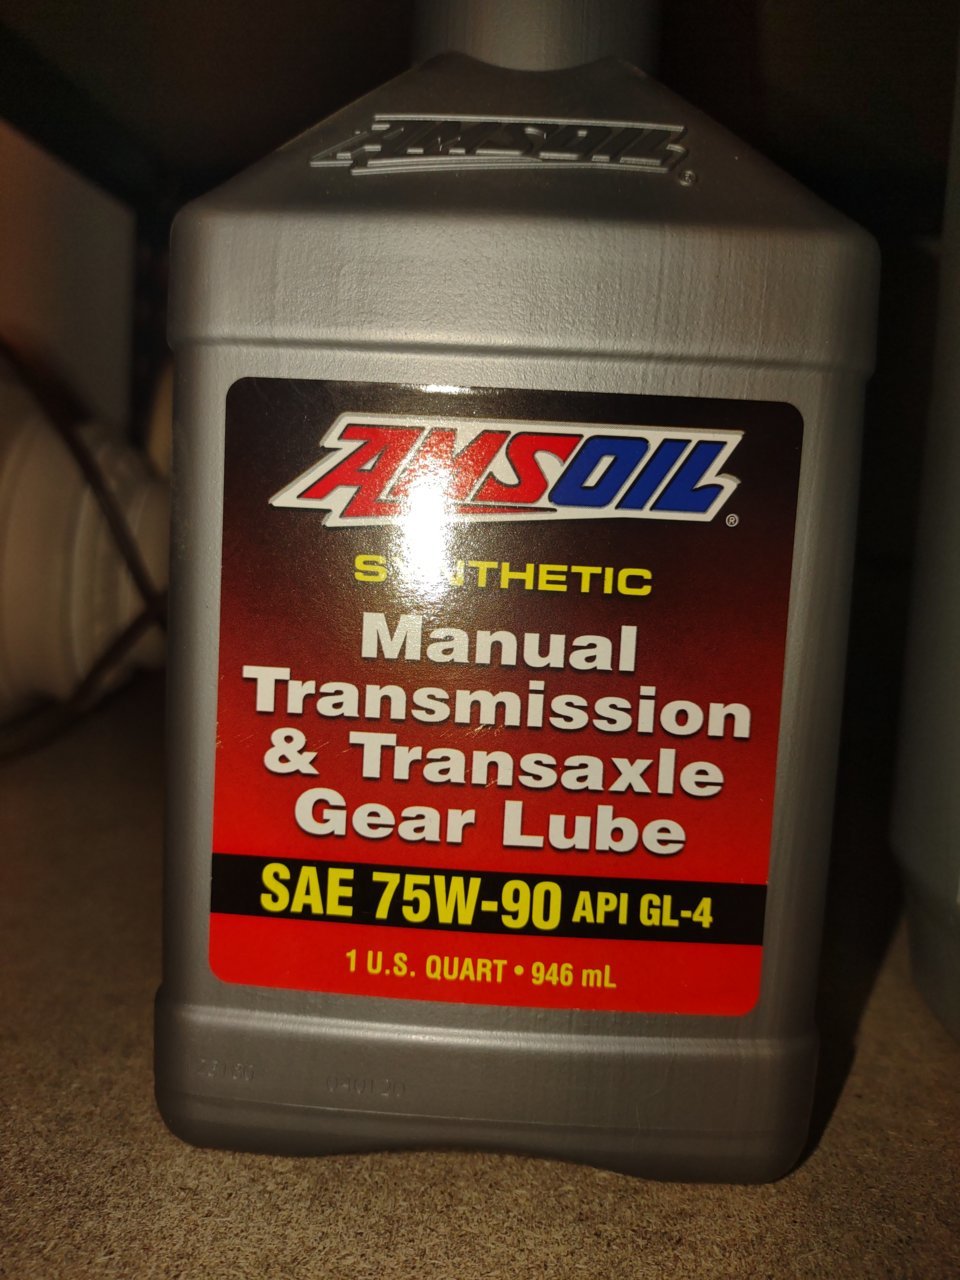 AMSOIL®
AMSOIL®
SYNTHETIC
Manual
Transmission
& Transaxle
Gear Lube
SAE 75W-90 API GL-4
1 U.S. QUART • 946 mL